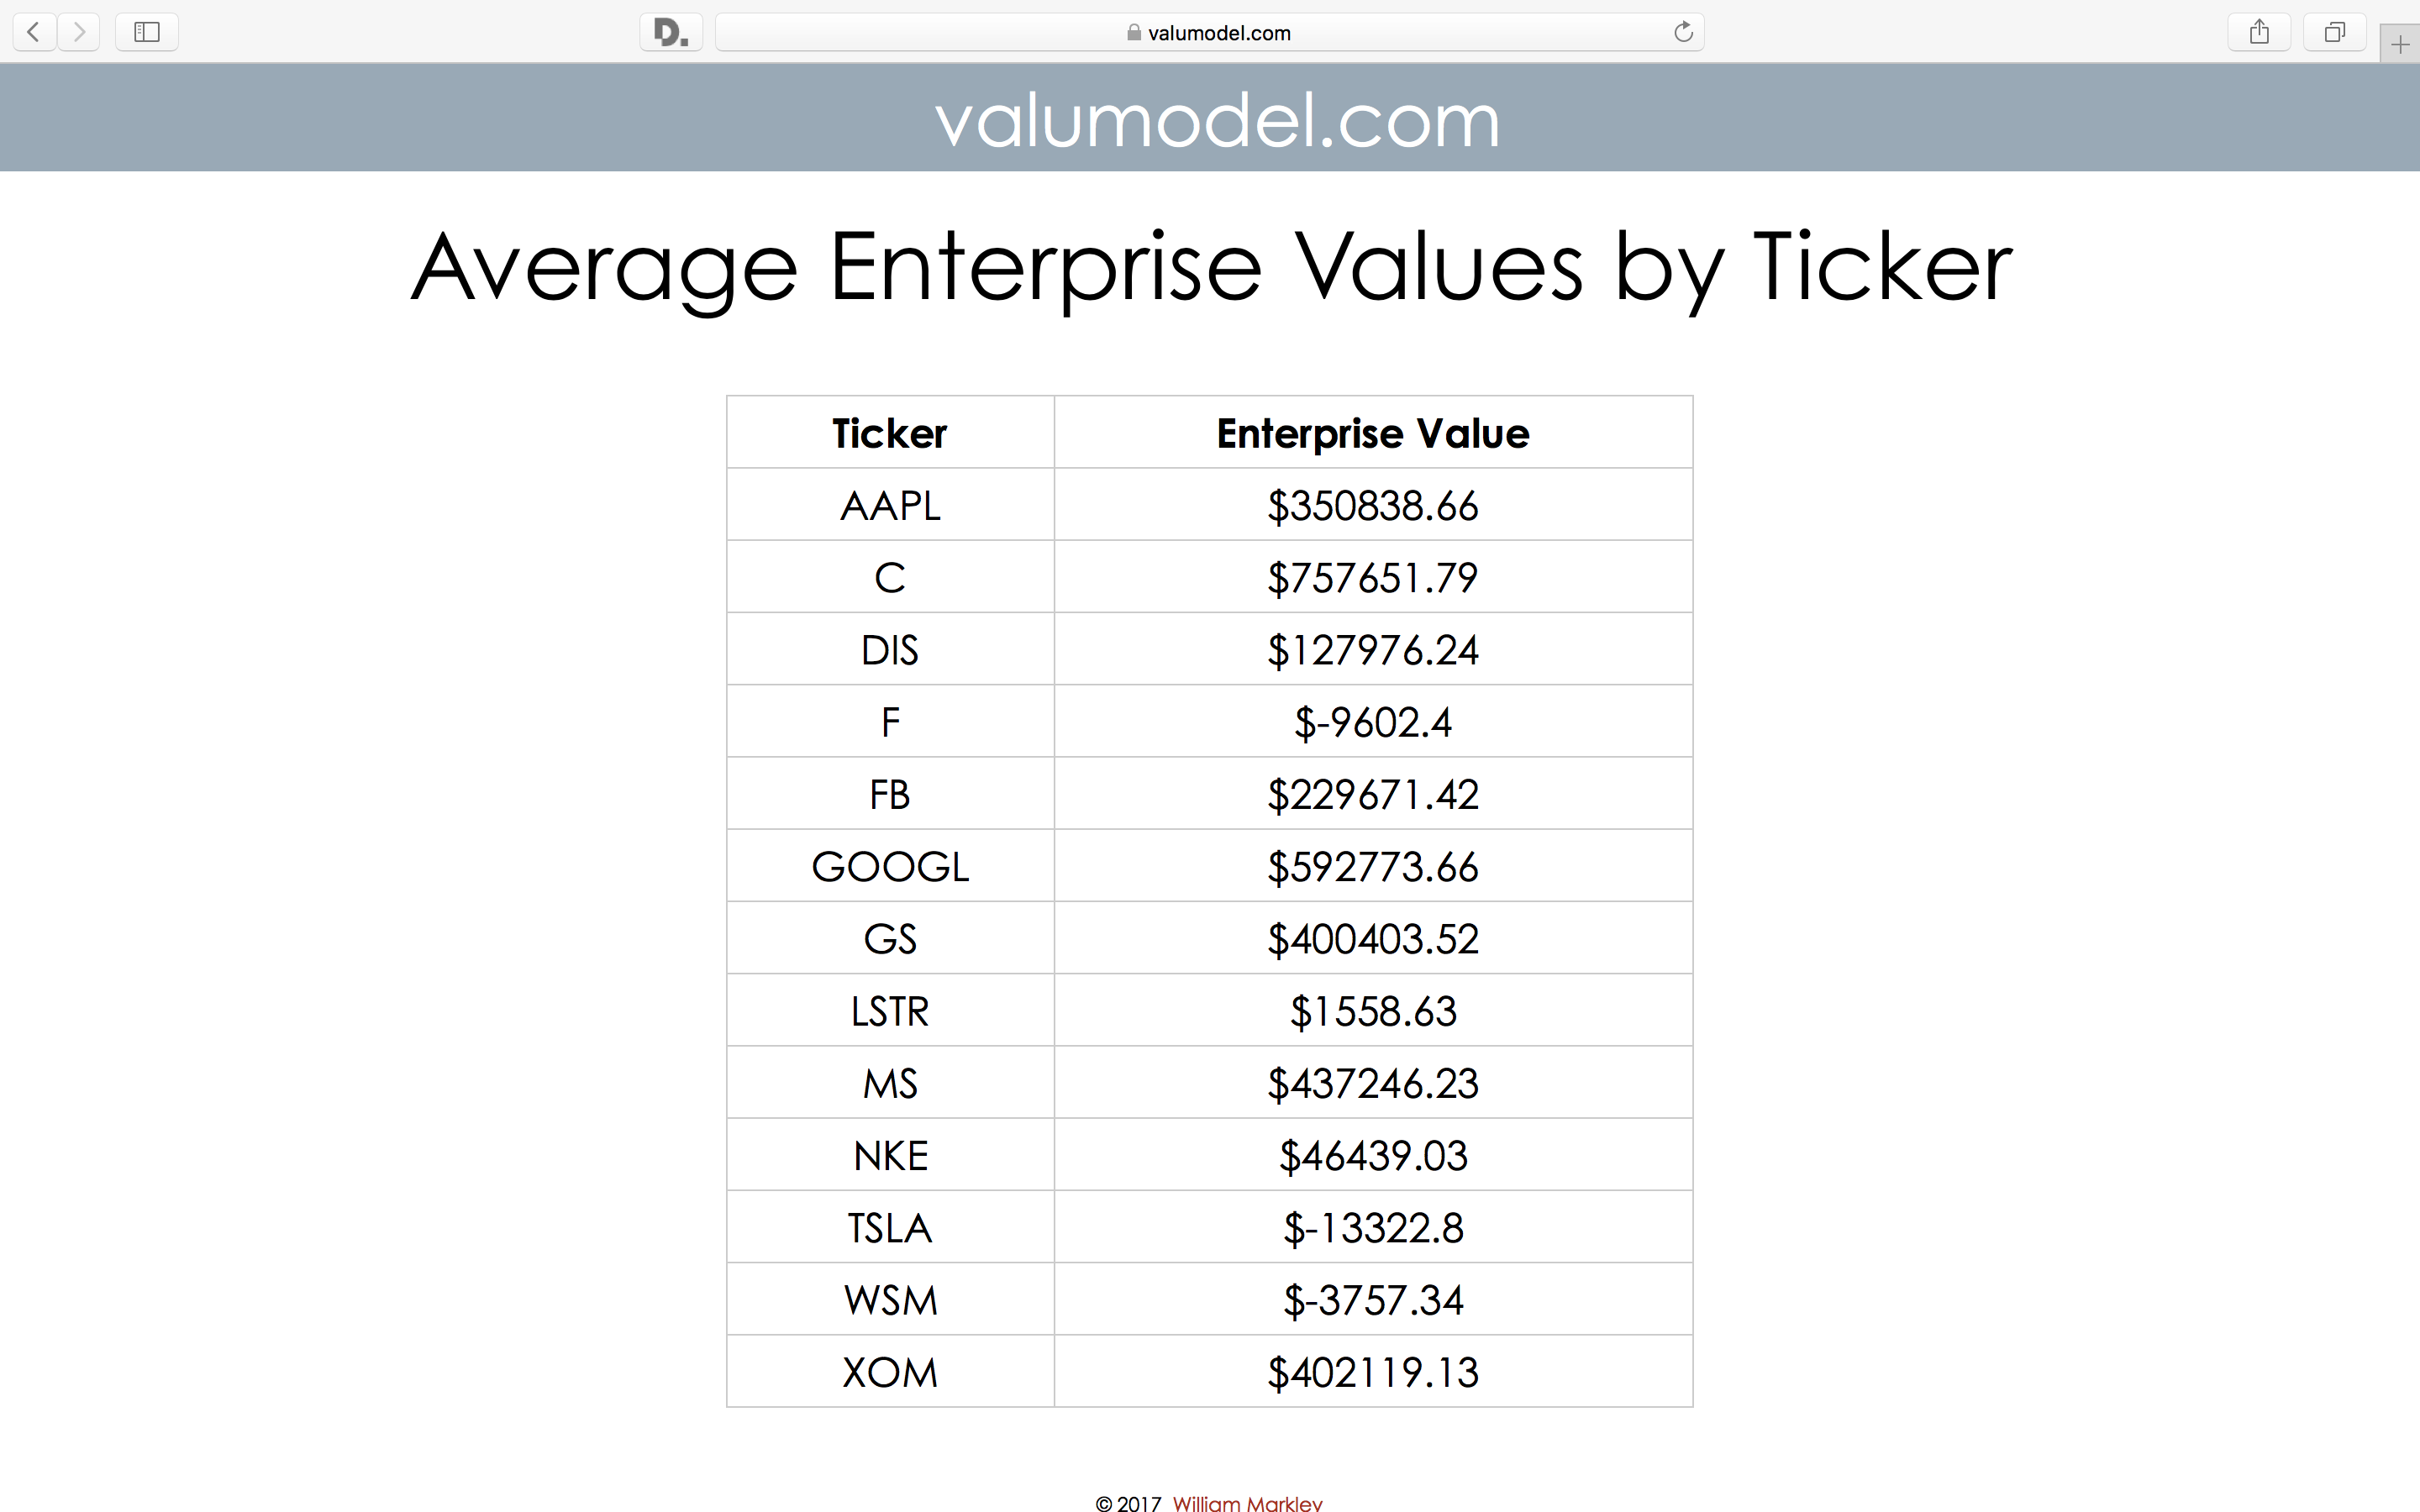 D.
valumodel.com
valumodel.com
Average Enterprise Values by Ticker
Ticker Enterprise Value
AAPL $350838.66
C $757651.79
DIS $127976.24
F $-9602.4
FB $229671.42
GOOGL $592773.66
GS $400403.52
LSTR $1558.63
MS $437246.23
NKE $46439.03
TSLA $-13322.8
WSM $-3757.34
XOM $402119.13
© 2017 William Markley